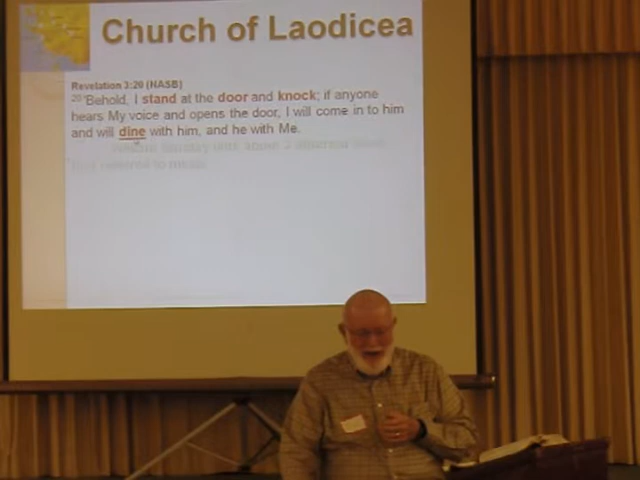 Church of Laodicea
Revelation 3:20 (NASB)
20 "Behold, I stand at the door and knock; if anyone
hears My voice and opens the door, I will come in to him
and will dine with him, and he with Me.